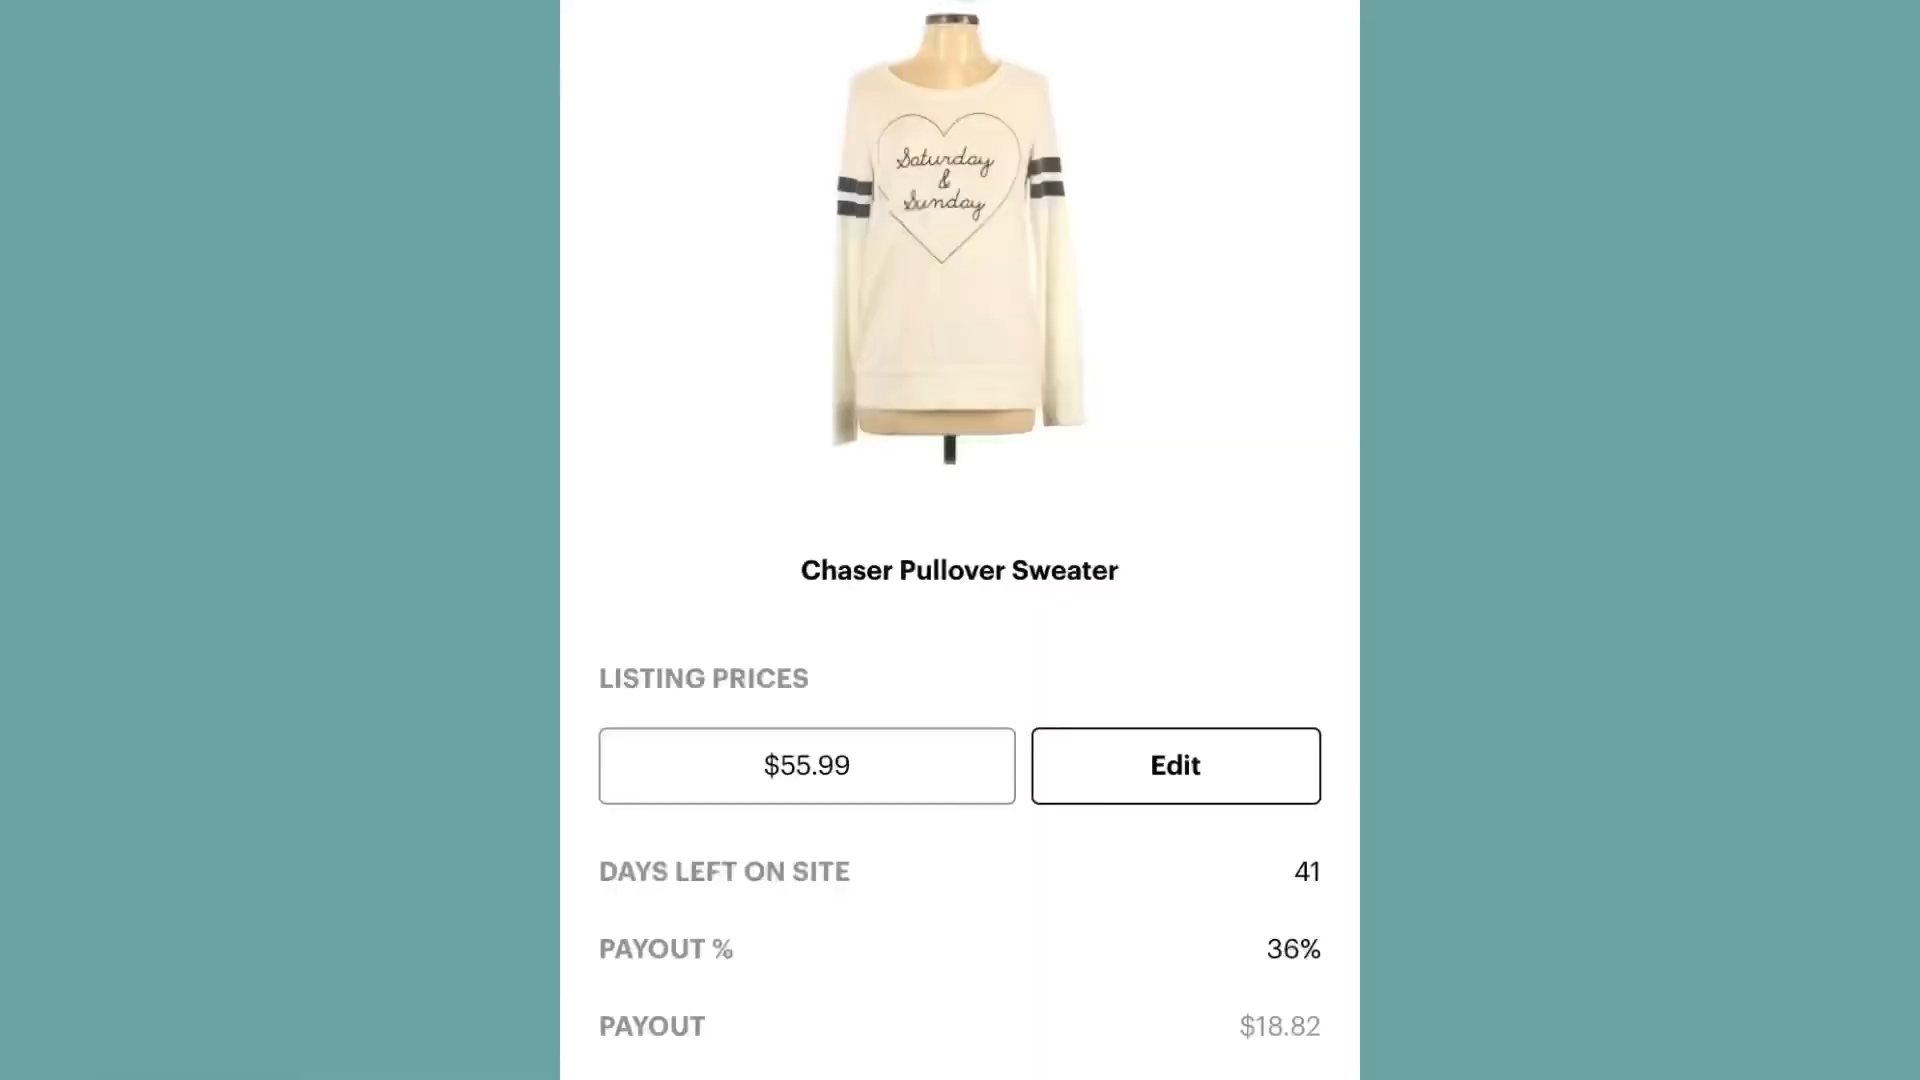 Saturday
&
Sunday
Chaser Pullover Sweater
LISTING PRICES
$55.99
Edit
DAYS LEFT ON SITE
41
PAYOUT %
36%
PAYOUT
$18.82